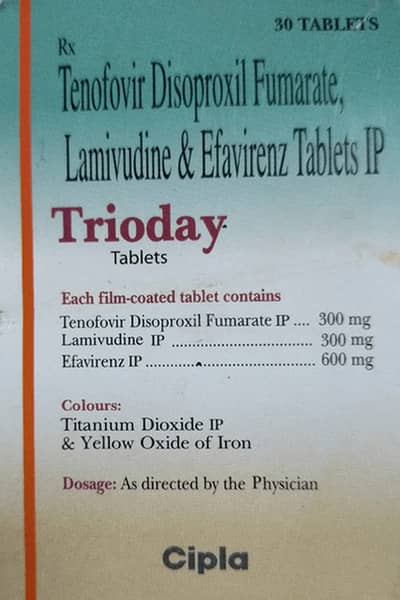 30 TABLETS
Rx
Tenofovir Disoproxil Fumarate,
Lamivudine & Efavirenz Tablets IP
Trioday
Tablets
Each film-coated tablet contains
Tenofovir Disoproxil Fumarate IP .... 300 mg
Lamivudine IP .................................. 300 mg
Efavirenz IP ...................................... 600 mg
Colours:
Titanium Dioxide IP
& Yellow Oxide of Iron
Dosage: As directed by the Physician
Cipla